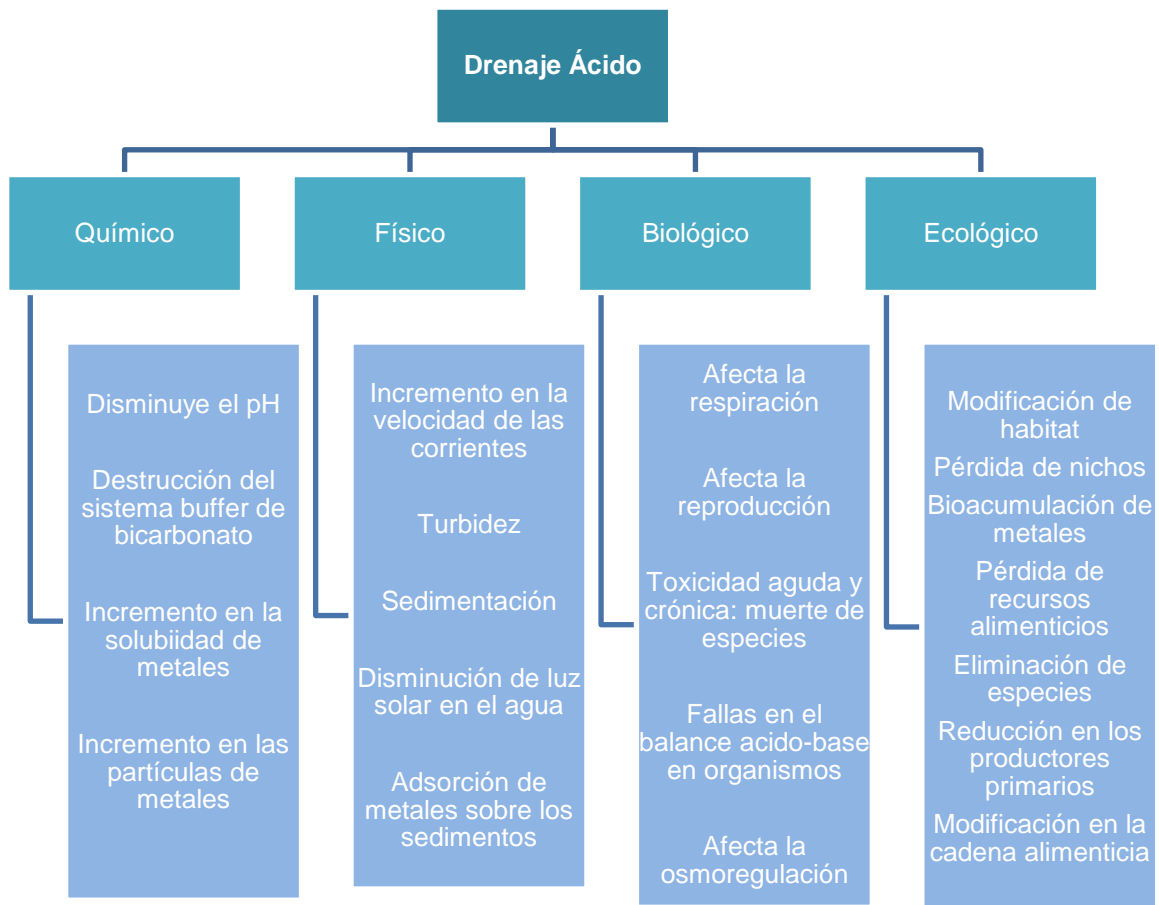 Drenaje Ácido
Químico
Físico
Biológico
Ecológico
Disminuye el pH
Destrucción del
sistema buffer de
bicarbonato
Incremento en la
solubiidad de
metales
Incremento en las
partículas de
metales
Incremento en la
velocidad de las
corrientes
Turbidez
Sedimentación
Disminución de luz
solar en el agua
Adsorción de
metales sobre los
sedimentos
Afecta la
respiración
Afecta la
reproducción
Toxicidad aguda y
crónica: muerte de
especies
Fallas en el
balance acido-base
en organismos
Afecta la
osmoregulación
Modificación de
habitat
Pérdida de nichos
Bioacumulación de
metales
Pérdida de
recursos
alimenticios
Eliminación de
especies
Reducción en los
productores
primarios
Modificación en la
cadena alimenticia